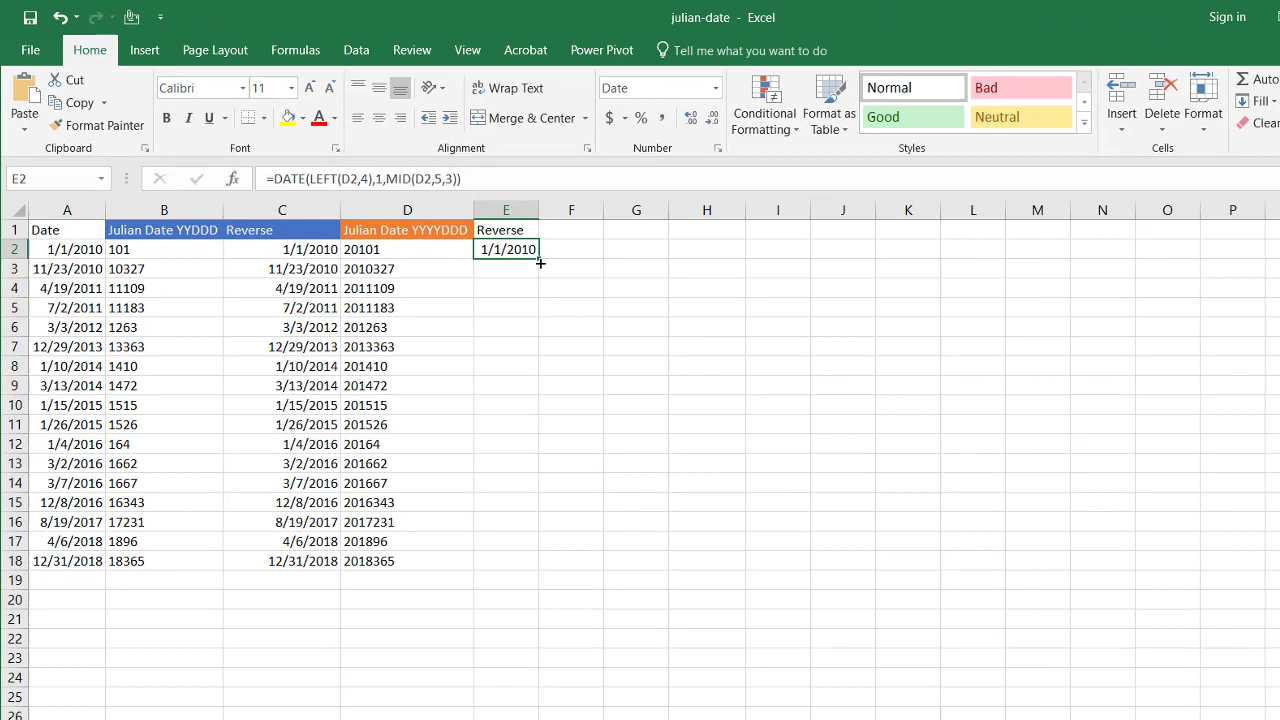 julian-date - Excel
Sign in
File Home Insert Page Layout Formulas Data Review View Acrobat Power Pivot Tell me what you want to do
Paste
Cut
Copy
Format Painter
Calibri 11
B I U
Wrap Text
Merge & Center
Date
$ %
Conditional Formatting
Format as Table
Normal Bad
Good Neutral
Insert Delete Format
Auto
Fill
Clear
Clipboard Font Alignment Number Styles Cells
E2 fx =DATE(LEFT(D2,4),1,MID(D2,5,3))
A B C D E F G H I J K L M N O P
1 Date Julian Date YYDDD Reverse Julian Date YYYYDDD Reverse
2 1/1/2010 101 1/1/2010 20101 1/1/2010
3 11/23/2010 10327 11/23/2010 2010327
4 4/19/2011 11109 4/19/2011 2011109
5 7/2/2011 11183 7/2/2011 2011183
6 3/3/2012 1263 3/3/2012 201263
7 12/29/2013 13363 12/29/2013 2013363
8 1/10/2014 1410 1/10/2014 201410
9 3/13/2014 1472 3/13/2014 201472
10 1/15/2015 1515 1/15/2015 201515
11 1/26/2015 1526 1/26/2015 201526
12 1/4/2016 164 1/4/2016 20164
13 3/2/2016 1662 3/2/2016 201662
14 3/7/2016 1667 3/7/2016 201667
15 12/8/2016 16343 12/8/2016 2016343
16 8/19/2017 17231 8/19/2017 2017231
17 4/6/2018 1896 4/6/2018 201896
18 12/31/2018 18365 12/31/2018 2018365
19
20
21
22
23
24
25
26